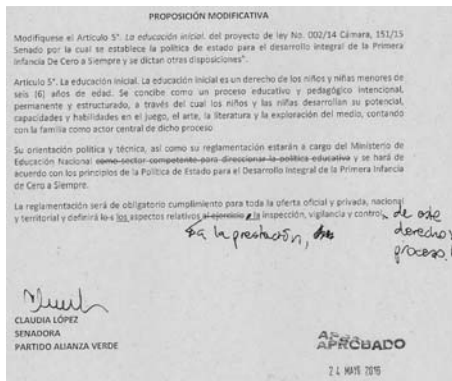 PROPOSICIÓN MODIFICATIVA
Modifíquese el Artículo 5°. La educación inicial. del proyecto de ley No. 002/14 Cámara, 151/15
Senado por la cual se establece la política de estado para el desarrollo integral de la Primera
Infancia De Cero a Siempre y se dictan otras disposiciones".
Artículo 5°. La educación inicial. La educación inicial es un derecho de los niños y niñas menores de
seis (6) años de edad. Se concibe como un proceso educativo y pedagógico intencional,
permanente y estructurado, a través del cual los niños y las niñas desarrollan su potencial,
capacidades y habilidades en el juego, el arte, la literatura y la exploración del medio, contando
con la familia como actor central de dicho proceso
Su orientación política y técnica, así como su reglamentación estarán a cargo del Ministerio de
Educación Nacional como sector competente para direccionar la política educativa y se hará de
acuerdo con los principios de la Política de Estado para el Desarrollo Integral de la Primera Infancia
de Cero a Siempre.
La reglamentación será de obligatorio cumplimiento para toda la oferta oficial y privada, nacional
y territorial y definirá los los aspectos relativos al ejercicio la inspección, vigilancia y control, de este
a la prestación, derecho y
proceso.
CLAUDIA LÓPEZ
SENADORA
PARTIDO ALIANZA VERDE
APROBADO
24 MAYO 2016